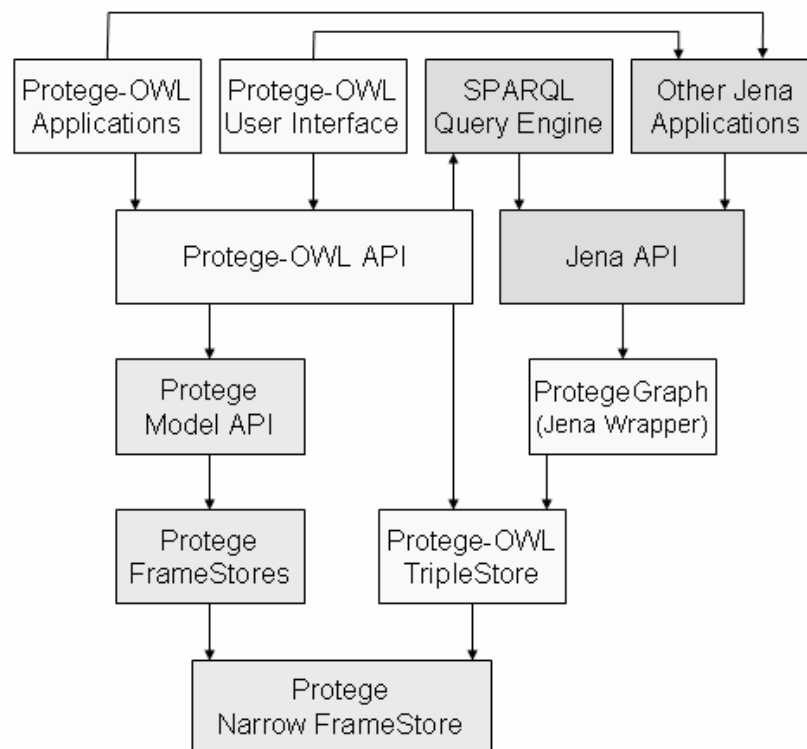 Protege-OWL
Applications
Protege-OWL
User Interface
SPARQL
Query Engine
Other Jena
Applications
Protege-OWL API
Jena API
Protege
Model API
ProtegeGraph
(Jena Wrapper)
Protege
FrameStores
Protege-OWL
TripleStore
Protege
Narrow FrameStore